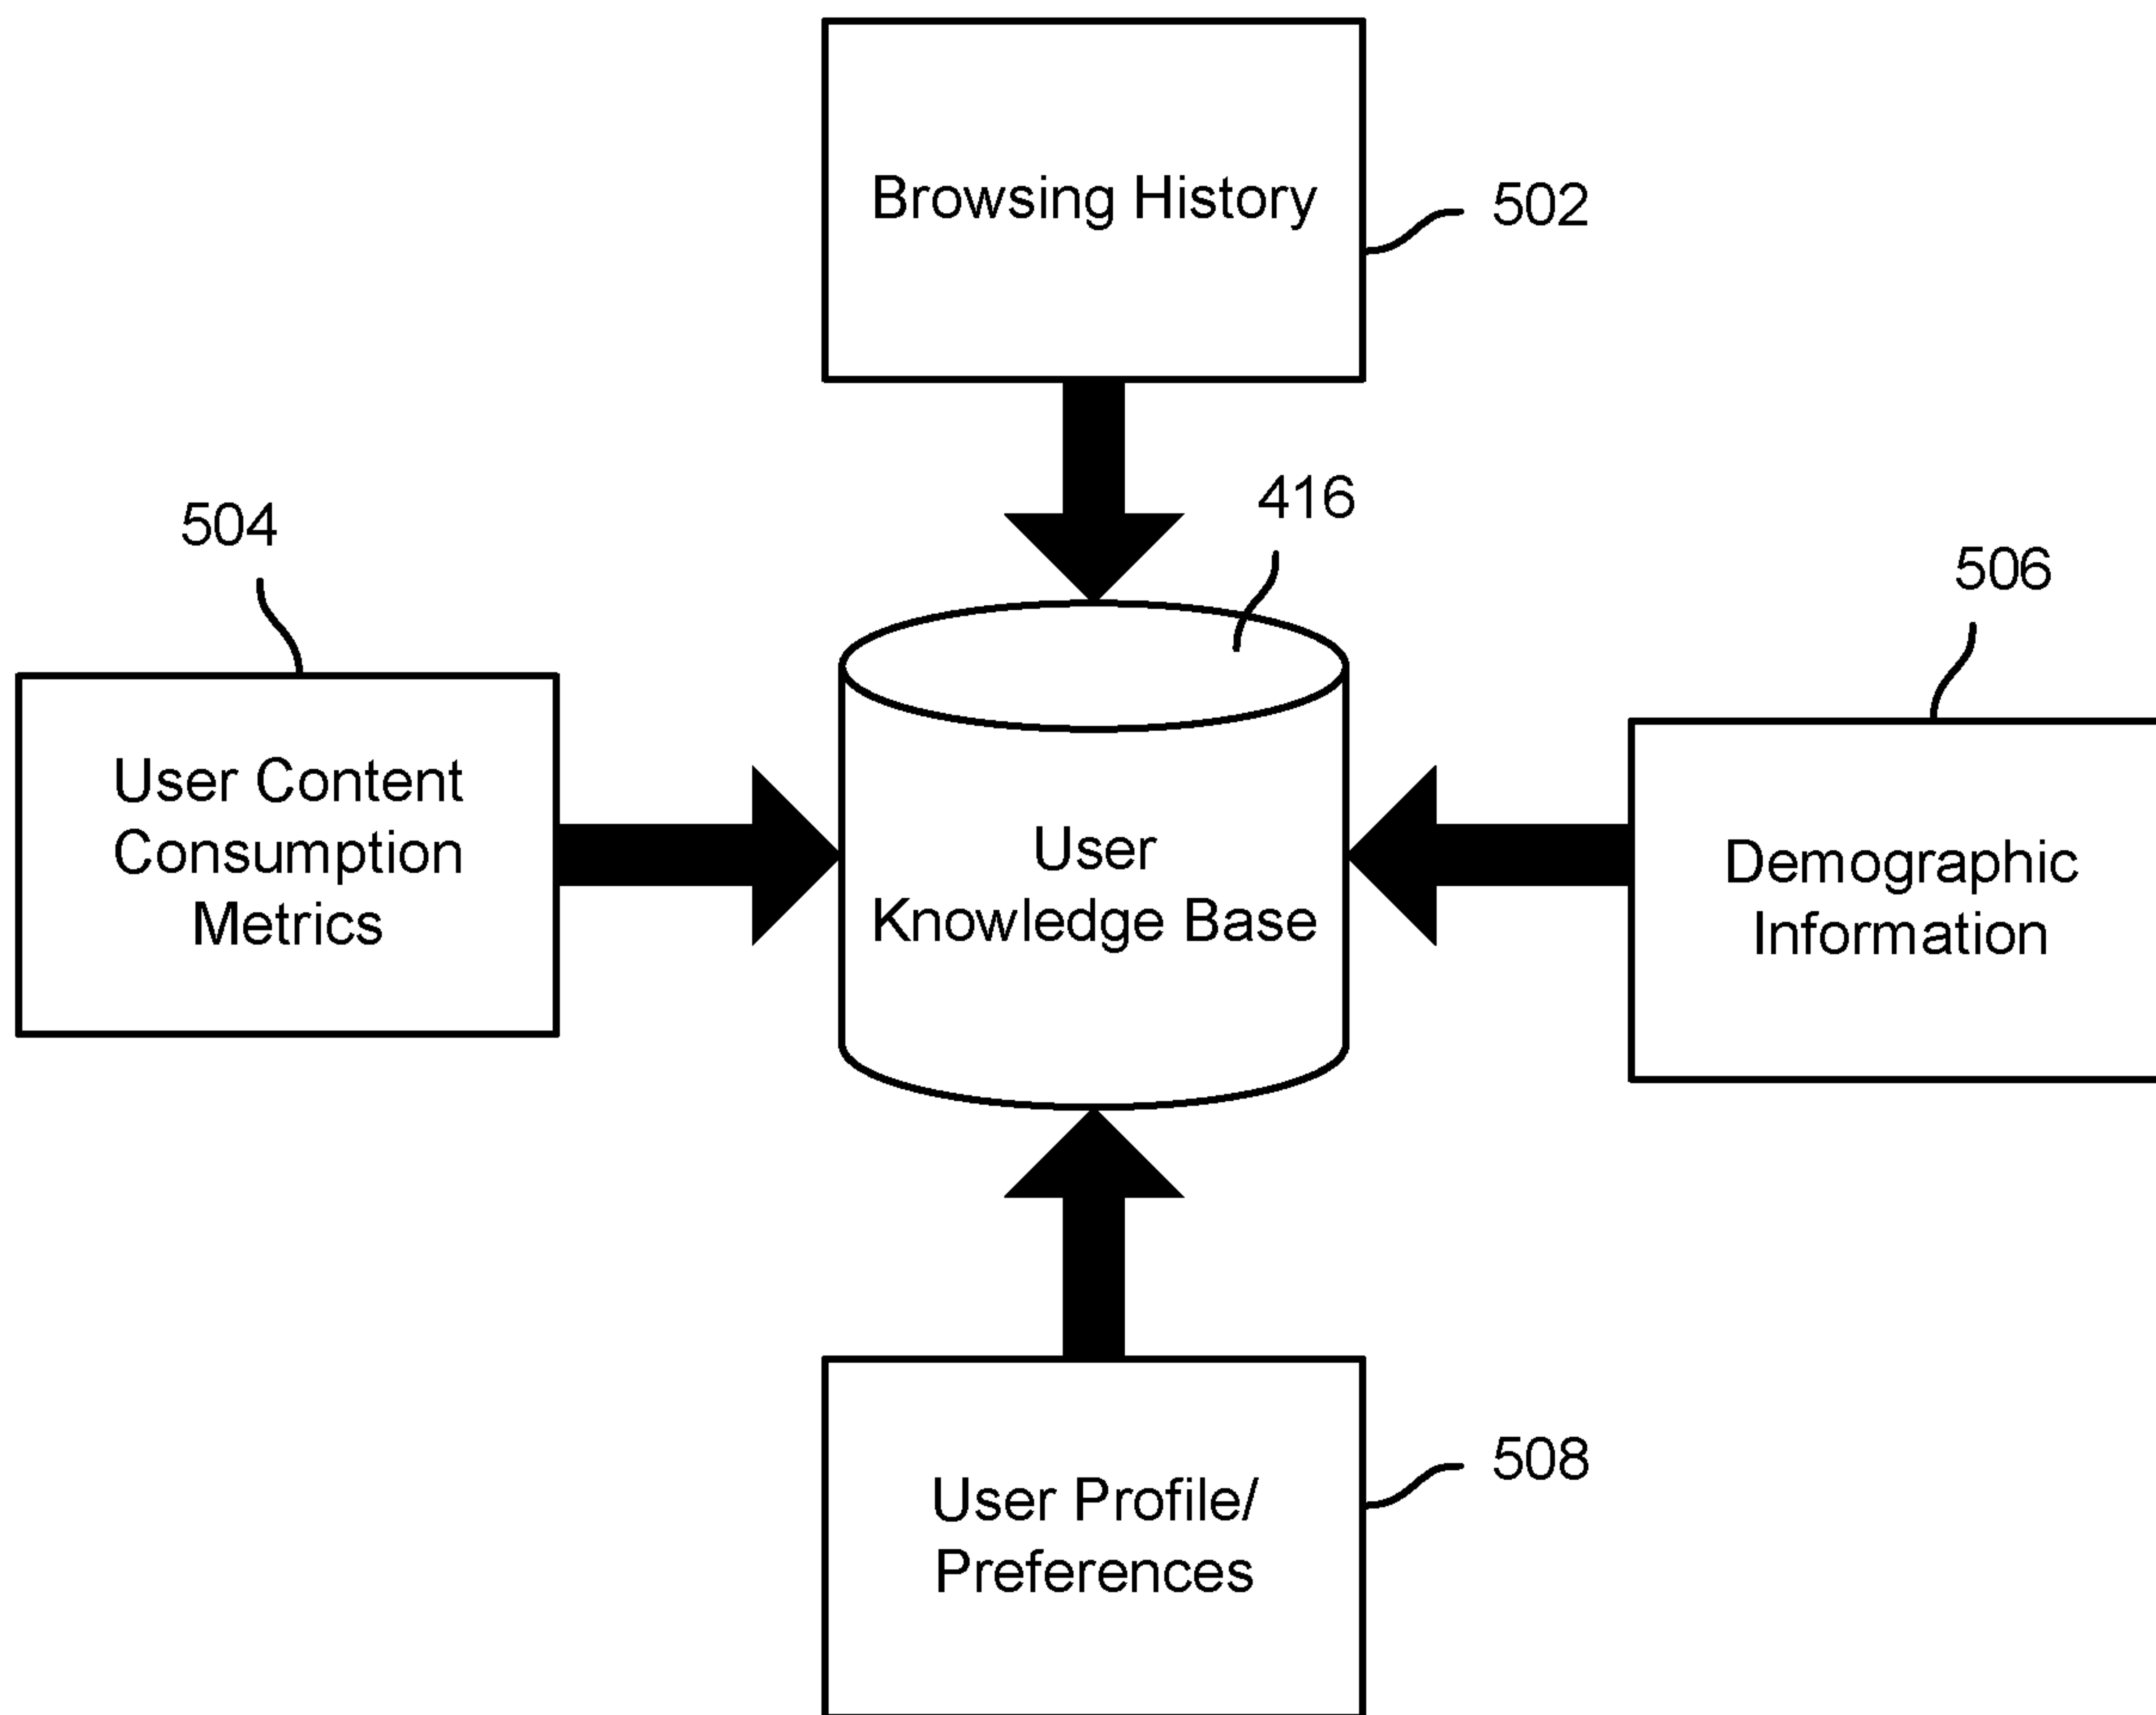 Browsing History
502
416
504
506
User Content
Consumption
Metrics
User
Knowledge Base
Demographic
Information
User Profile/
Preferences
508